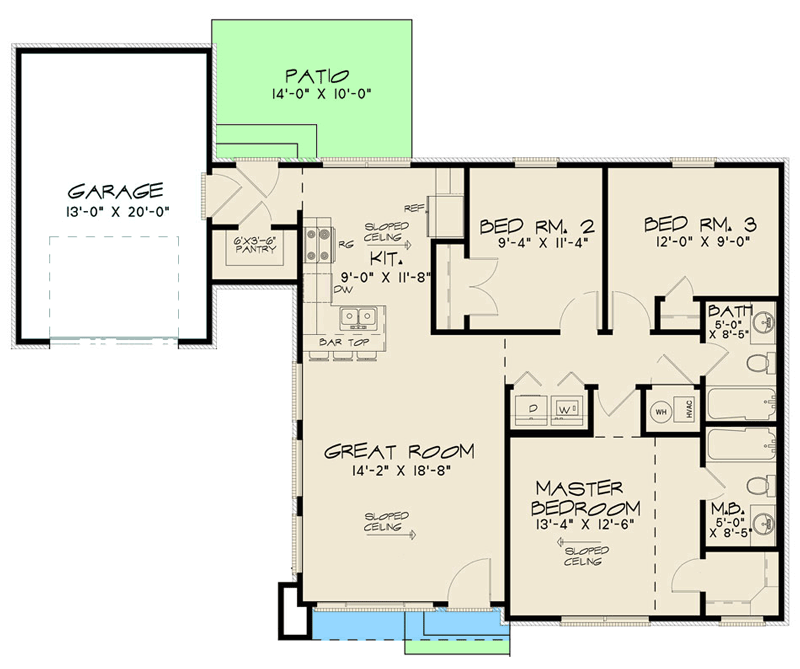 PATIO
14'-0" X 10'-0"
GARAGE
13'-0" X 20'-0"
REF
SLOPED
CEILING
RG
KIT.
9'-0" X 11'-8"
6'X3'-6"
PANTRY
DW
BAR TOP
BED RM. 2
9'-4" X 11'-4"
BED RM. 3
12'-0" X 9'-0"
BATH
5'-0"
X 8'-5"
D
W
WH
HVAC
GREAT ROOM
14'-2" X 18'-8"
SLOPED
CEILING
MASTER
BEDROOM
13'-4" X 12'-6"
SLOPED
CEILING
M.B.
5'-0"
X 8'-5"